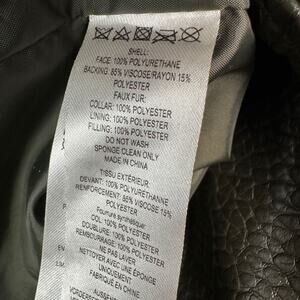 SHELL:
FACE: 100% POLYURETHANE
BACKING: 85% VISCOSE/RAYON 15%
POLYESTER
FAUX FUR:
COLLAR: 100% POLYESTER
LINING: 100% POLYESTER
FILLING: 100% POLYESTER
DO NOT WASH
SPONGE CLEAN ONLY
MADE IN CHINA
TISSU EXTÉRIEUR:
DEVANT: 100% POLYURÉTHANNE
RENFORCEMENT: 85% VISCOSE 15%
POLYESTER
Fourrure synthétique:
COL: 100% POLYESTER
DOUBLURE: 100% POLYESTER
REMBOURRAGE: 100% POLYESTER
NE PAS LAVER
NETTOYER AVEC UNE ÉPONGE
UNIQUEMENT
FABRIQUÉ EN CHINE